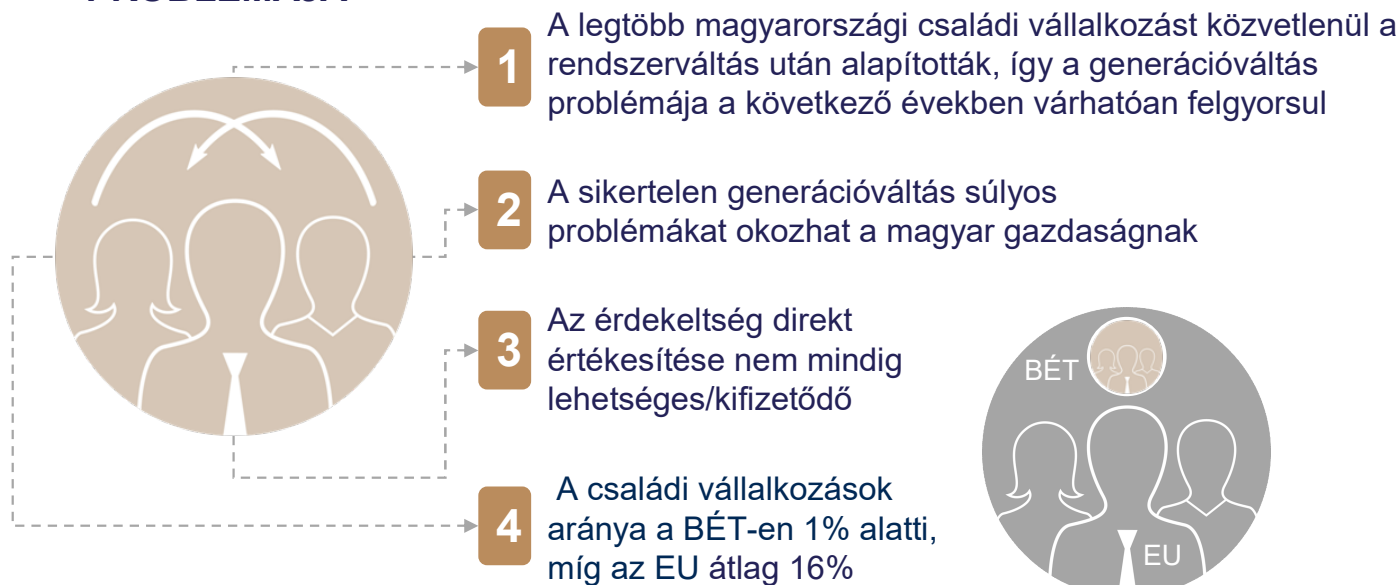 1
A legtöbb magyarországi családi vállalkozást közvetlenül a
rendszerváltás után alapították, így a generációváltás
problémája a következő években várhatóan felgyorsul
2
A sikertelen generációváltás súlyos
problémákat okozhat a magyar gazdaságnak
3
Az érdekeltség direkt
értékesítése nem mindig
lehetséges/kifizetődő
4
A családi vállalkozások
aránya a BÉT-en 1% alatti,
míg az EU átlag 16%
BÉT
EU